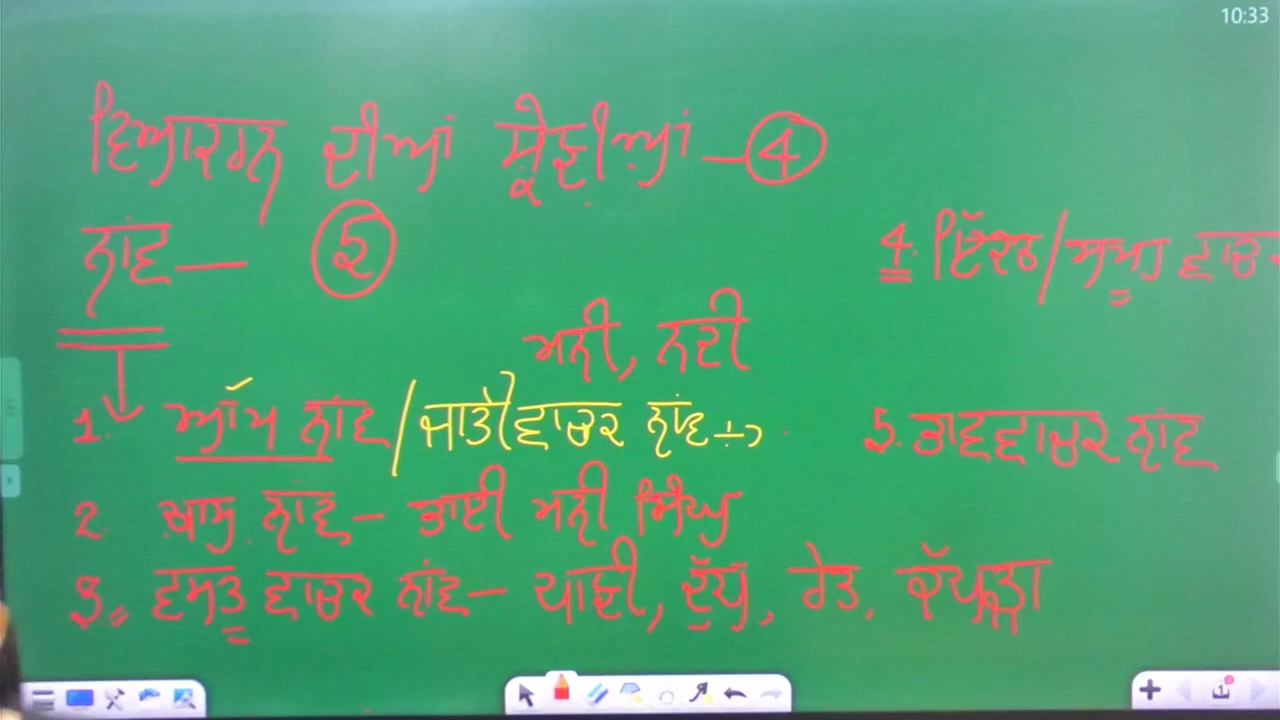 10:33
ਵਿਆਕਰਨ ਦੀਆਂ ਸ਼੍ਰੇਣੀਆਂ – 4
ਨਾਂਵ – 5
ਮਨੀ, ਨਦੀ
1. ਆਮ ਨਾਂਵ / ਜਾਤੀਵਾਚਕ ਨਾਂਵ →
2. ਖ਼ਾਸ ਨਾਂਵ – ਭਾਈ ਮਨੀ ਸਿੰਘ
3. ਵਸਤੂ ਵਾਚਕ ਨਾਂਵ – ਪਾਣੀ, ਦੁੱਧ, ਰੇਤ, ਕੱਪੜਾ
4. ਇੱਕਠ / ਸਮੂਹ ਵਾਚਕ
5. ਭਾਵਵਾਚਕ ਨਾਂਵ